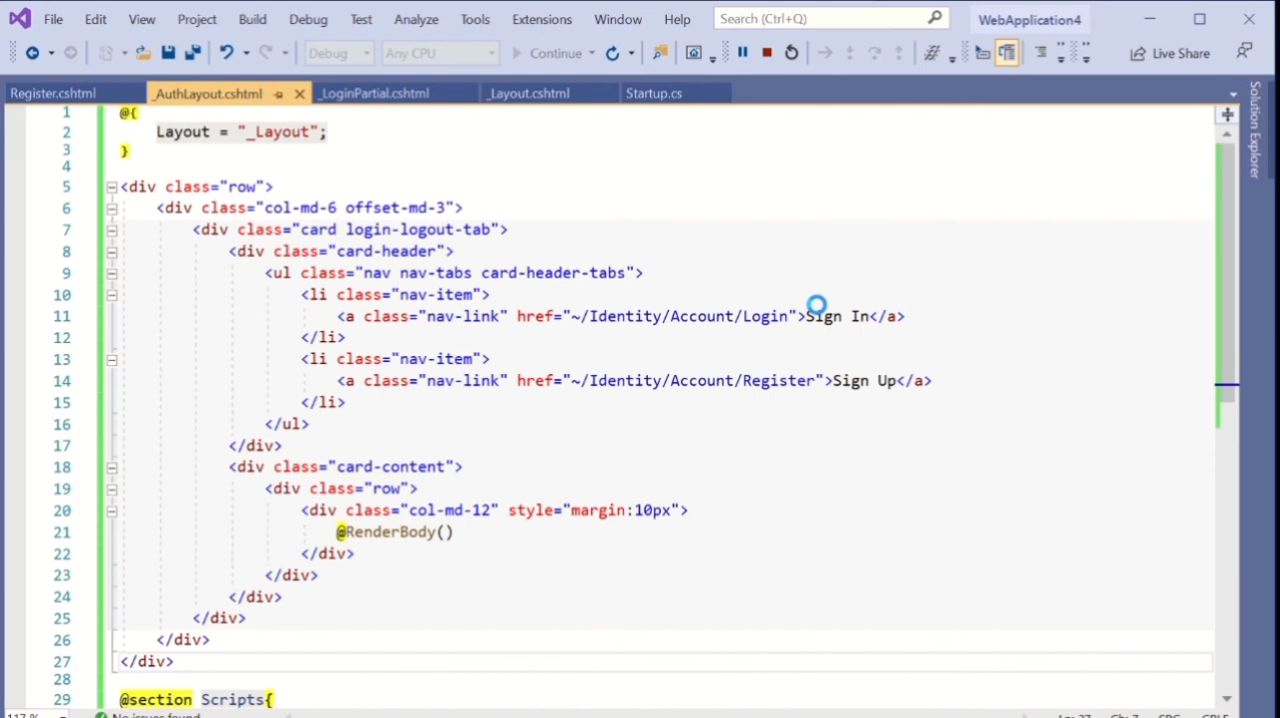 File Edit View Project Build Debug Test Analyze Tools Extensions Window Help Search (Ctrl+Q) WebApplication4
Debug Any CPU Continue Live Share
Register.cshtml _AuthLayout.cshtml _LoginPartial.cshtml _Layout.cshtml Startup.cs
Solution Explorer
1 @{
2 Layout = "_Layout";
3 }
4
5 <div class="row">
6 <div class="col-md-6 offset-md-3">
7 <div class="card login-logout-tab">
8 <div class="card-header">
9 <ul class="nav nav-tabs card-header-tabs">
10 <li class="nav-item">
11 <a class="nav-link" href="~/Identity/Account/Login">Sign In</a>
12 </li>
13 <li class="nav-item">
14 <a class="nav-link" href="~/Identity/Account/Register">Sign Up</a>
15 </li>
16 </ul>
17 </div>
18 <div class="card-content">
19 <div class="row">
20 <div class="col-md-12" style="margin:10px">
21 @RenderBody()
22 </div>
23 </div>
24 </div>
25 </div>
26 </div>
27 </div>
28
29 @section Scripts{
117 % No issues found